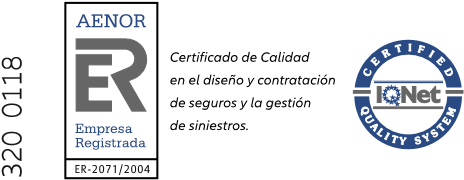 320 0118
AENOR
ER
Empresa
Registrada
ER-2071/2004
Certificado de Calidad
en el diseño y contratación
de seguros y la gestión
de siniestros.
CERTIFIED
IQNet
QUALITY SYSTEM